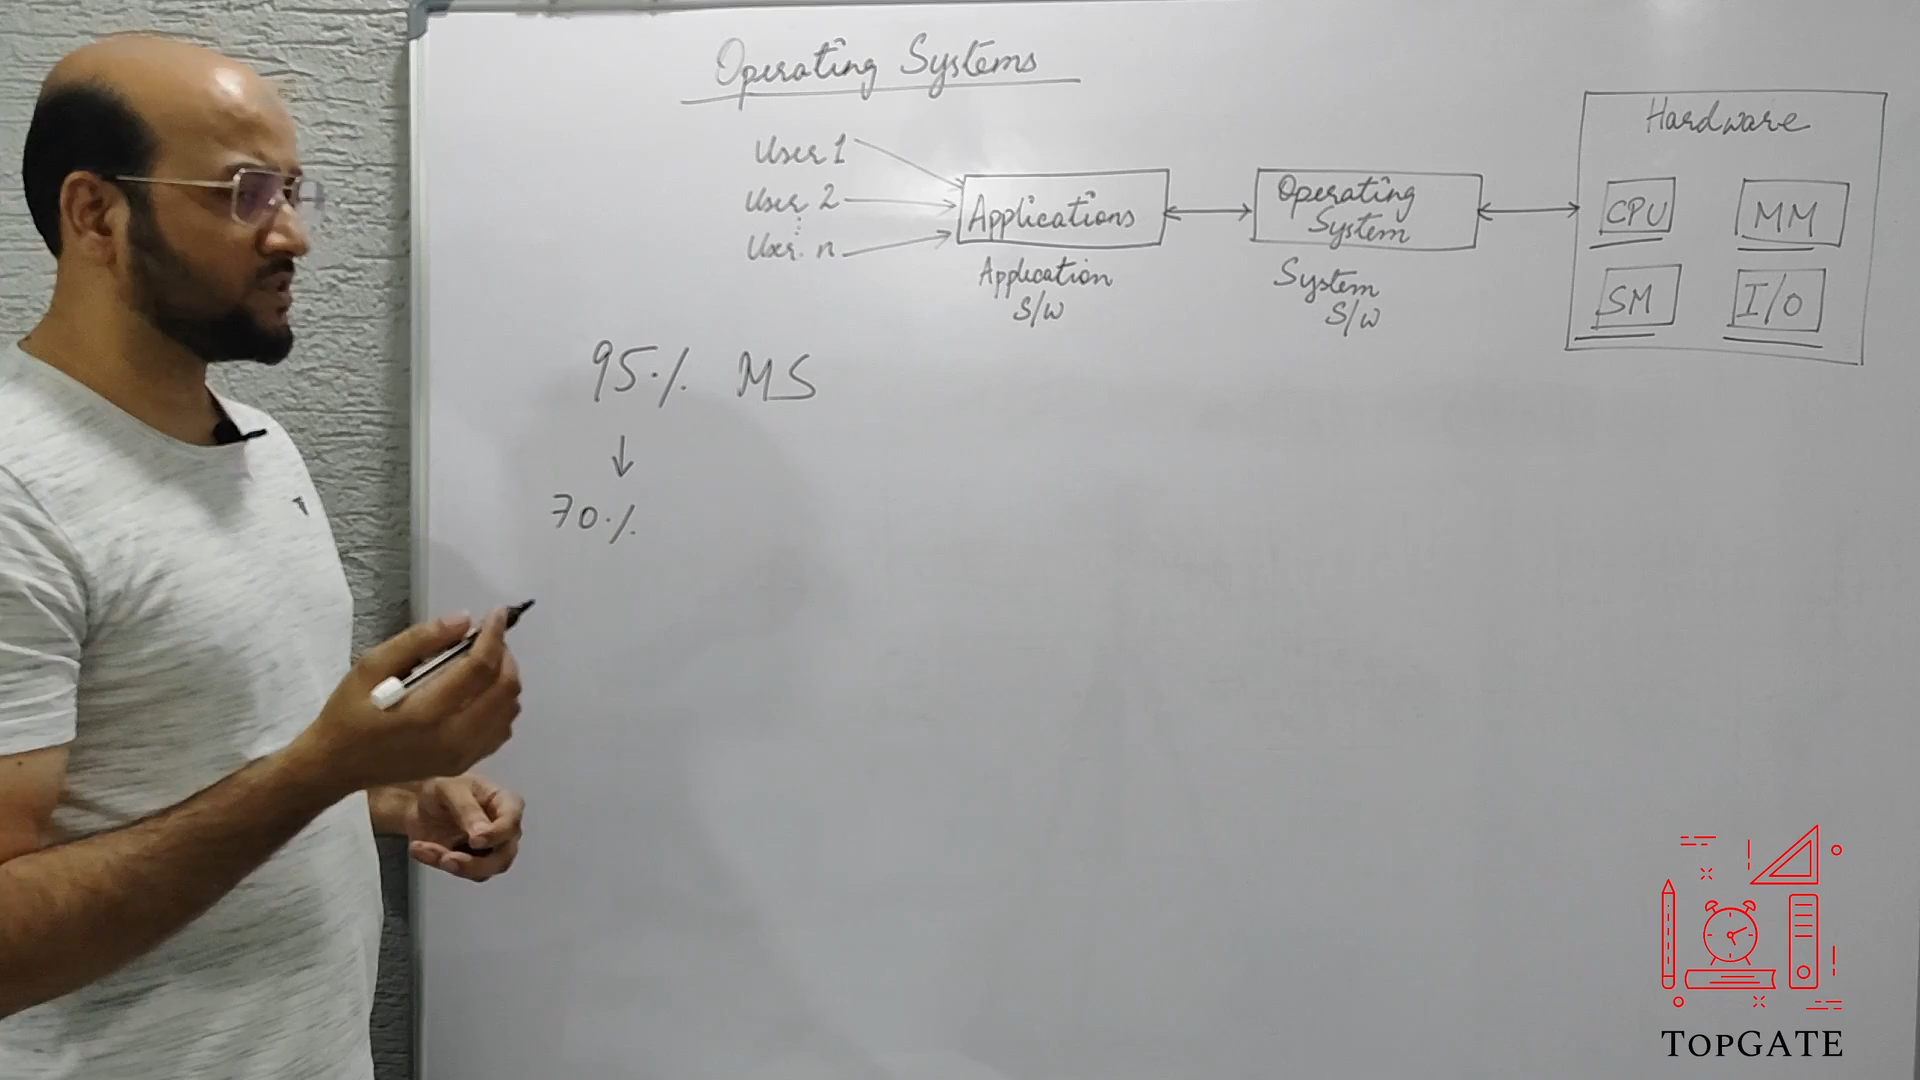 Operating Systems
User 1
User 2
User n
Applications
Application
S/W
Operating
System
System
S/W
Hardware
CPU
MM
SM
I/O
95% MS
↓
70%
TOPGATE